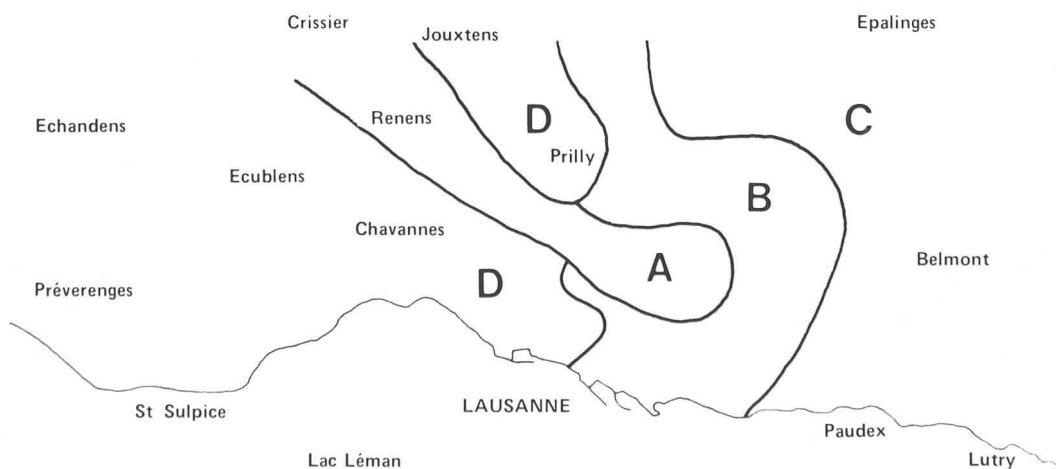 Crissier
Jouxtens
Epalinges
Echandens
Renens
D
C
Prilly
Ecublens
B
Chavannes
A
Belmont
Préverenges
D
St Sulpice
LAUSANNE
Paudex
Lac Léman
Lutry